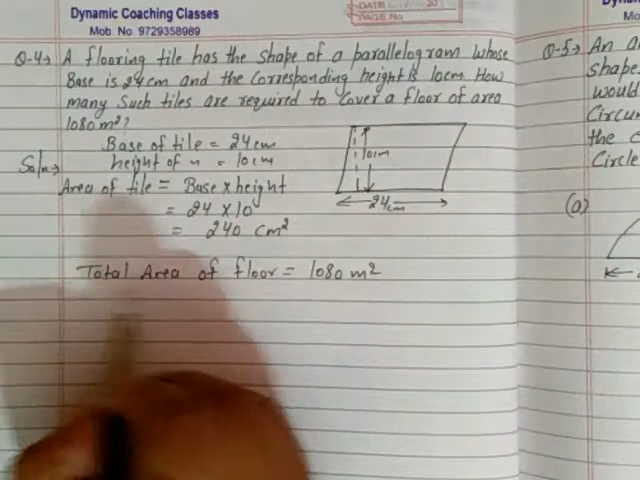 Dynamic Coaching Classes
Mob. No. 9729358989
DATE 20
PAGE No
Q-4→ A flooring tile has the shape of a parallelogram whose
Base is 24cm and the corresponding height is 10cm. How
many such tiles are required to cover a floor of area
1080 m²?
Soln→ Base of tile = 24cm
height of " = 10cm
Area of tile = Base × height
= 24 × 10
= 240 cm²
Total Area of floor = 1080 m²
10cm
24cm
Q-5→ An
shape
would
Circu
the c
Circle
(a)
Mob.